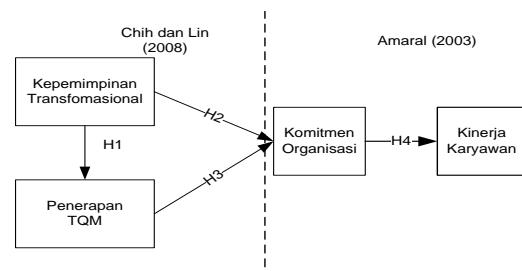 Chih dan Lin
(2008)
Amaral (2003)
Kepemimpinan
Transfomasional
H2
Komitmen
Organisasi
H4
Kinerja
Karyawan
H1
H3
Penerapan
TQM